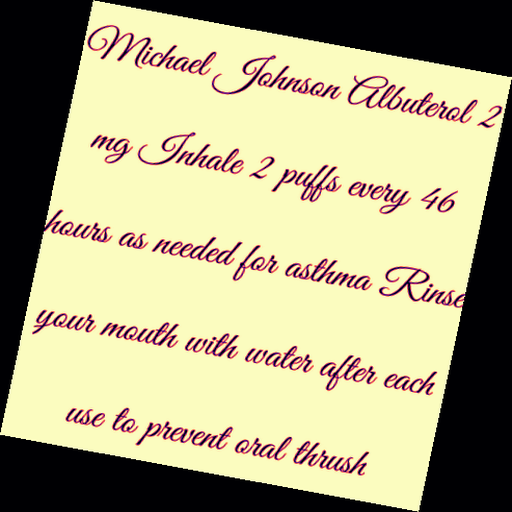 Michael Johnson Albuterol 2
mg Inhale 2 puffs every 46
hours as needed for asthma Rinse
your mouth with water after each
use to prevent oral thrush